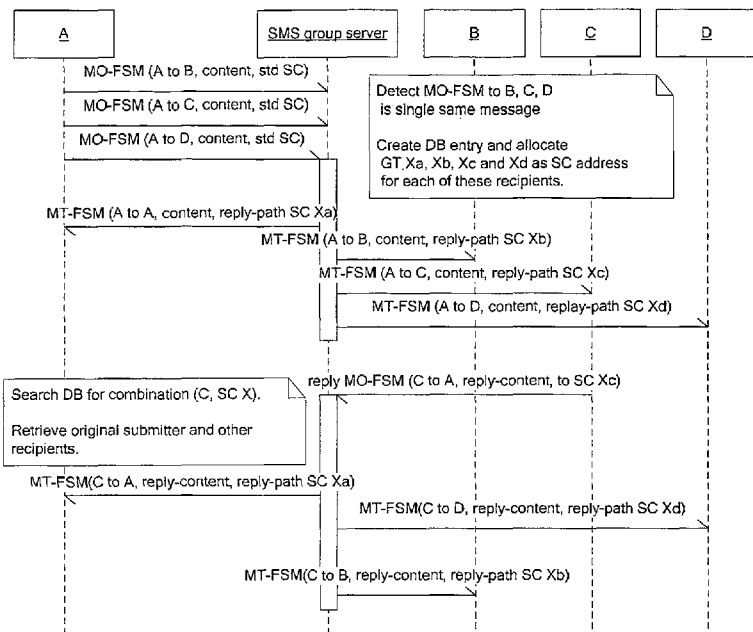 A
SMS group server
B
C
D
MO-FSM (A to B, content, std SC)
MO-FSM (A to C, content, std SC)
MO-FSM (A to D, content, std SC)
Detect MO-FSM to B, C, D
is single same message
Create DB entry and allocate
GT Xa, Xb, Xc and Xd as SC address
for each of these recipients.
MT-FSM (A to A, content, reply-path SC Xa)
MT-FSM (A to B, content, reply-path SC Xb)
MT-FSM (A to C, content, reply-path SC Xc)
MT-FSM (A to D, content, replay-path SC Xd)
reply MO-FSM (C to A, reply-content, to SC Xc)
Search DB for combination (C, SC X).
Retrieve original submitter and other
recipients.
MT-FSM(C to A, reply-content, reply-path SC Xa)
MT-FSM(C to D, reply-content, reply-path SC Xd)
MT-FSM(C to B, reply-content, reply-path SC Xb)